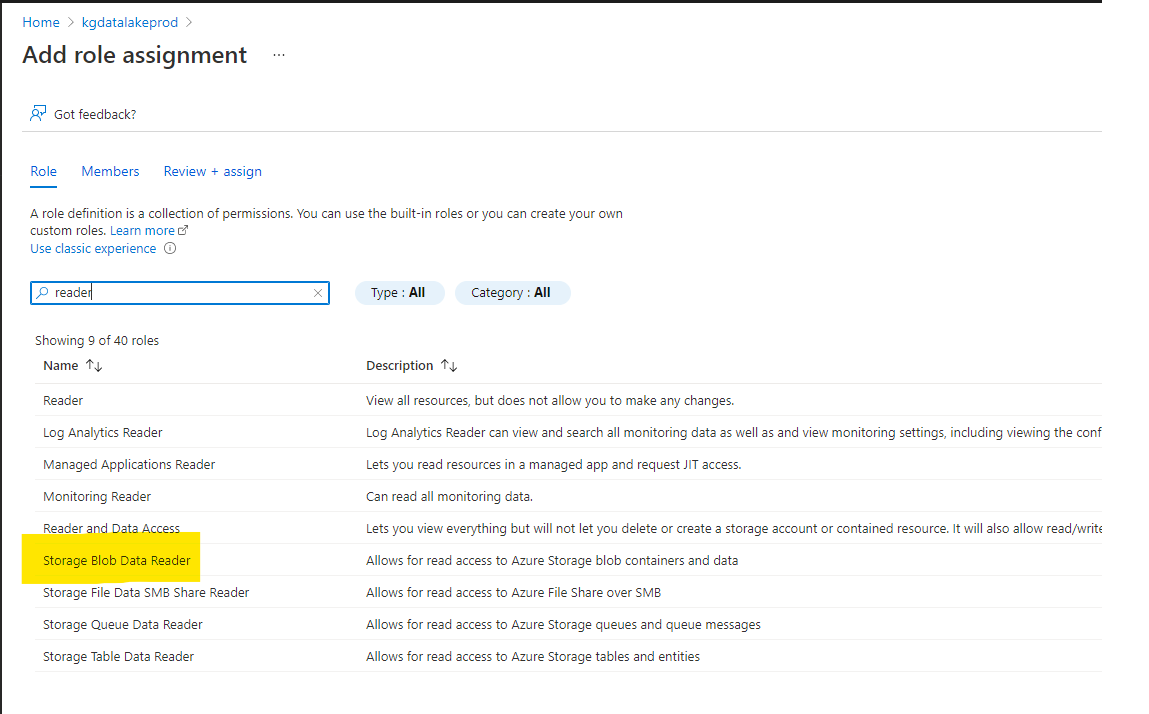 Home > kgdatalakeprod >
Add role assignment ...
Got feedback?
Role Members Review + assign
A role definition is a collection of permissions. You can use the built-in roles or you can create your own
custom roles. Learn more
Use classic experience
reader
Type : All
Category : All
Showing 9 of 40 roles
Name Description
Reader View all resources, but does not allow you to make any changes.
Log Analytics Reader Log Analytics Reader can view and search all monitoring data as well as and view monitoring settings, including viewing the conf
Managed Applications Reader Lets you read resources in a managed app and request JIT access.
Monitoring Reader Can read all monitoring data.
Reader and Data Access Lets you view everything but will not let you delete or create a storage account or contained resource. It will also allow read/write
Storage Blob Data Reader Allows for read access to Azure Storage blob containers and data
Storage File Data SMB Share Reader Allows for read access to Azure File Share over SMB
Storage Queue Data Reader Allows for read access to Azure Storage queues and queue messages
Storage Table Data Reader Allows for read access to Azure Storage tables and entities